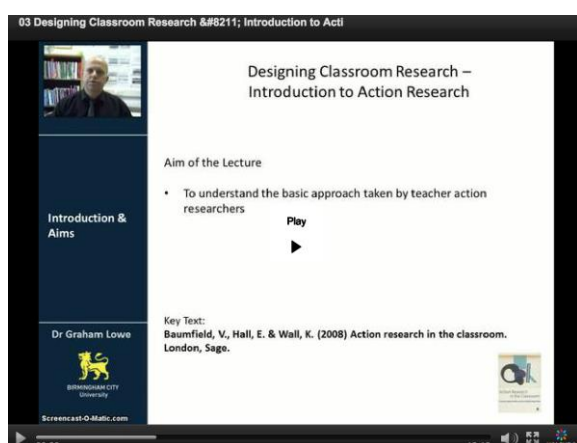 03 Designing Classroom Research &#8211; Introduction to Acti
Designing Classroom Research –
Introduction to Action Research
Aim of the Lecture
• To understand the basic approach taken by teacher action
researchers
Play
Introduction &
Aims
Key Text:
Baumfield, V., Hall, E. & Wall, K. (2008) Action research in the classroom.
London, Sage.
Dr Graham Lowe
BIRMINGHAM CITY
University
Screencast-O-Matic.com